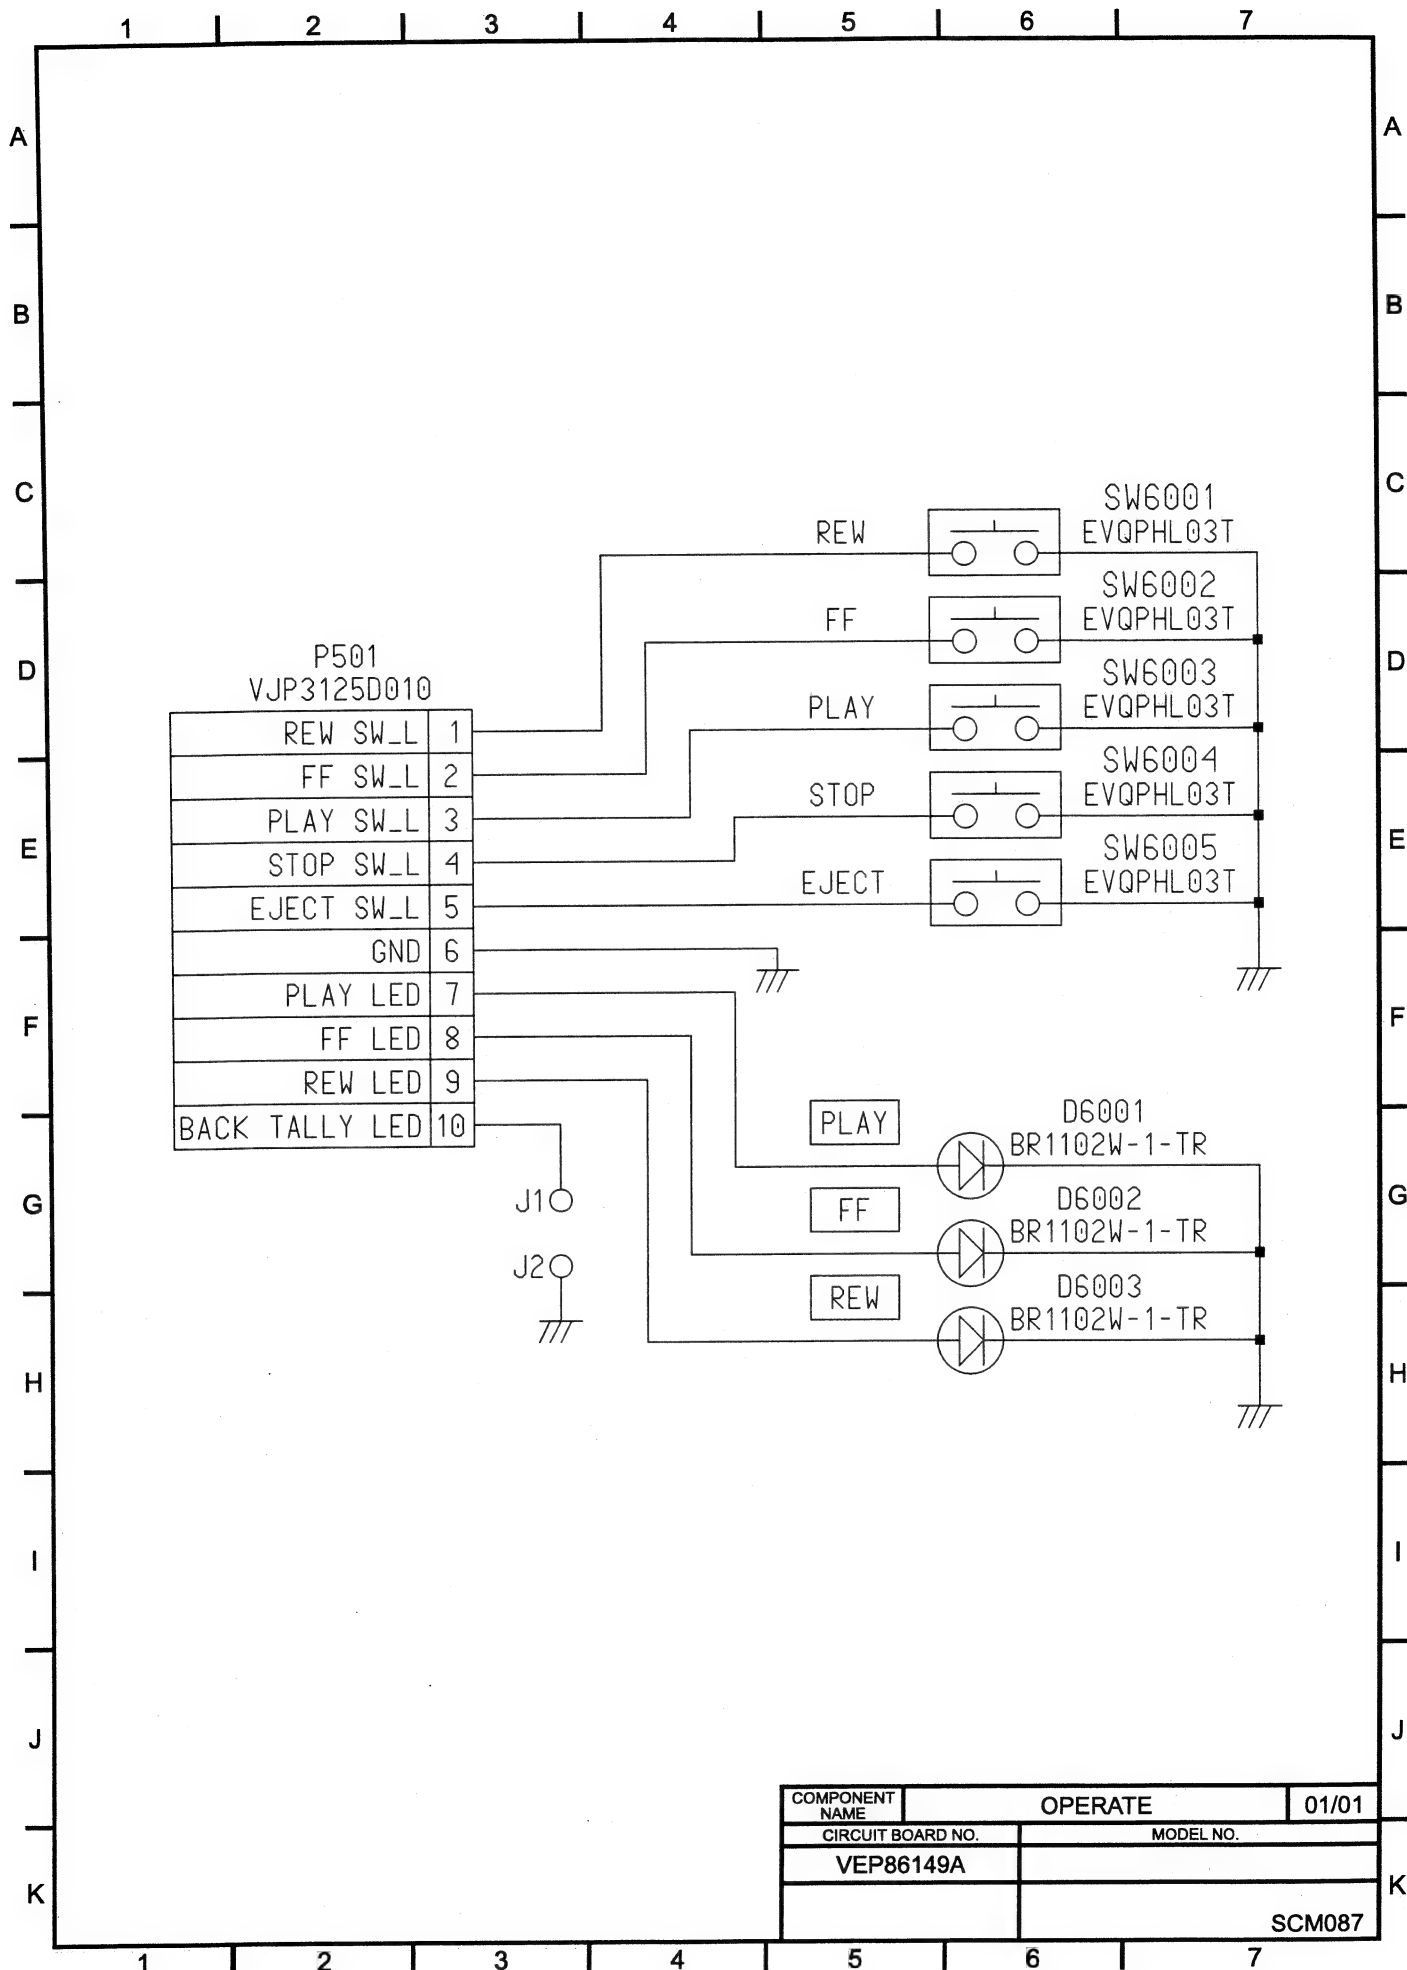 1 2 3 4 5 6 7
A A
B B
C C
D D
E E
F F
G G
H H
I I
J J
K K
SW6001
REW EVQPHL03T
SW6002
FF EVQPHL03T
SW6003
PLAY EVQPHL03T
SW6004
STOP EVQPHL03T
SW6005
EJECT EVQPHL03T
P501
VJP3125D010
REW SW_L 1
FF SW_L 2
PLAY SW_L 3
STOP SW_L 4
EJECT SW_L 5
GND 6
PLAY LED 7
FF LED 8
REW LED 9
BACK TALLY LED 10
J1
J2
PLAY
D6001
BR1102W-1-TR
FF
D6002
BR1102W-1-TR
REW
D6003
BR1102W-1-TR
COMPONENT NAME OPERATE 01/01
CIRCUIT BOARD NO. MODEL NO.
VEP86149A
SCM087
1 2 3 4 5 6 7